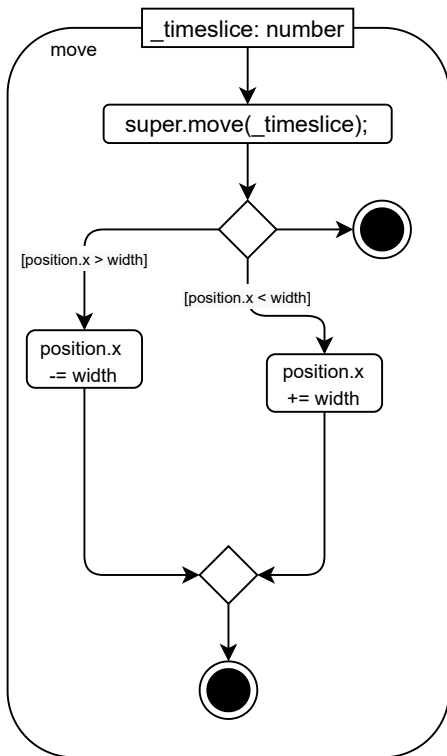 _timeslice: number
move
super.move(_timeslice);
[position.x > width]
[position.x < width]
position.x
-= width
position.x
+= width